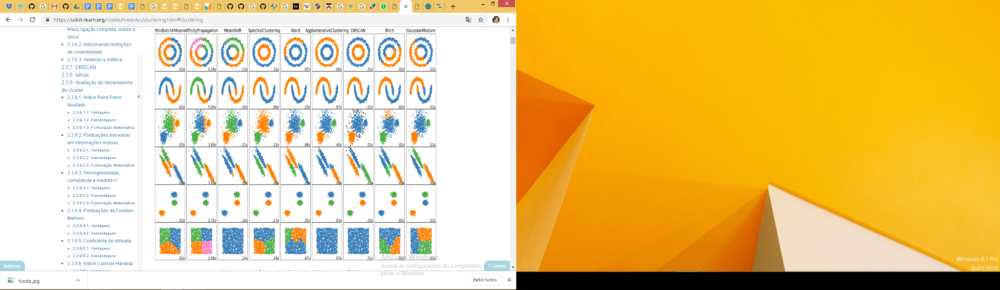 https://scikit-learn.org/stable/modules/clustering.html#clustering
Ward, ligação completa, média e
única
2.3.6.2. Adicionando restrições
de conectividade
2.3.6.3. Variando a métrica
2.3.7. DBSCAN
2.3.8. bétula
2.3.9. Avaliação de desempenho
de cluster
2.3.9.1. Índice Rand Rand
Ajustado
2.3.9.1.1. Vantagens
2.3.9.1.2. Desvantagens
2.3.9.1.3. Formulação Matemática
2.3.9.2. Pontuações baseadas
em informações mútuas
2.3.9.2.1. Vantagens
2.3.9.2.2. Desvantagens
2.3.9.2.3. Formulação Matemática
2.3.9.3. Homogeneidade,
completude e medida-V
2.3.9.3.1. Vantagens
2.3.9.3.2. Desvantagens
2.3.9.3.3. Formulação Matemática
2.3.9.4. Pontuações de Fowlkes-
Mallows
2.3.9.4.1. Vantagens
2.3.9.4.2. Desvantagens
2.3.9.5. Coeficiente de silhueta
2.3.9.5.1. Vantagens
2.3.9.5.2. Desvantagens
2.3.9.6. Índice Calinski-Harabaz
«
MiniBatchKMeans AffinityPropagation MeanShift SpectralClustering Ward AgglomerativeClustering DBSCAN Birch GaussianMixture
.01s 5.34s .13s .31s .07s .06s .01s .02s .01s
.02s 5.95s .10s .66s .23s .07s .01s .02s .01s
.02s 3.65s .21s .11s .48s .40s .01s .02s .01s
.02s 3.51s .19s .28s .26s .20s .01s .03s .01s
.02s 2.72s .10s .17s .25s .07s .02s .02s .01s
.01s 2.68s .14s .19s .07s .07s .01s .02s .01s
Anterior
Próximo
Ativar o Windows
Acesse as configurações do computador para
ativar o Windows.
fundo.jpg
Exibir todos
Windows 8.1 Pro
Build 9600